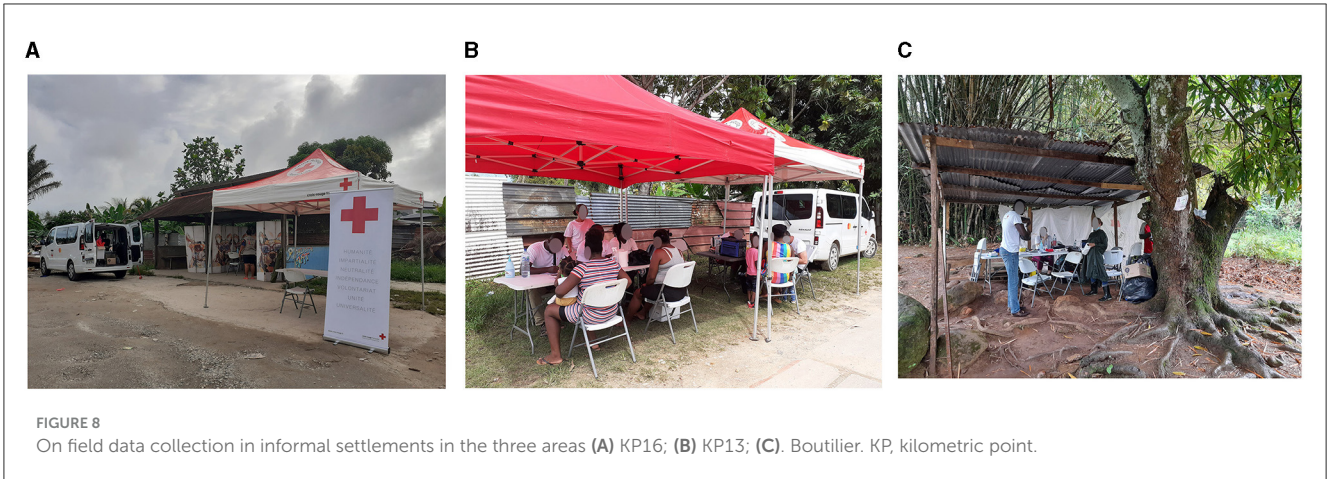 A
B
C
HUMANITÉ
IMPARTIALITÉ
NEUTRALITÉ
INDÉPENDANCE
VOLONTARIAT
UNITÉ
UNIVERSALITÉ
FIGURE 8
On field data collection in informal settlements in the three areas (A) KP16; (B) KP13; (C). Boutilier. KP, kilometric point.